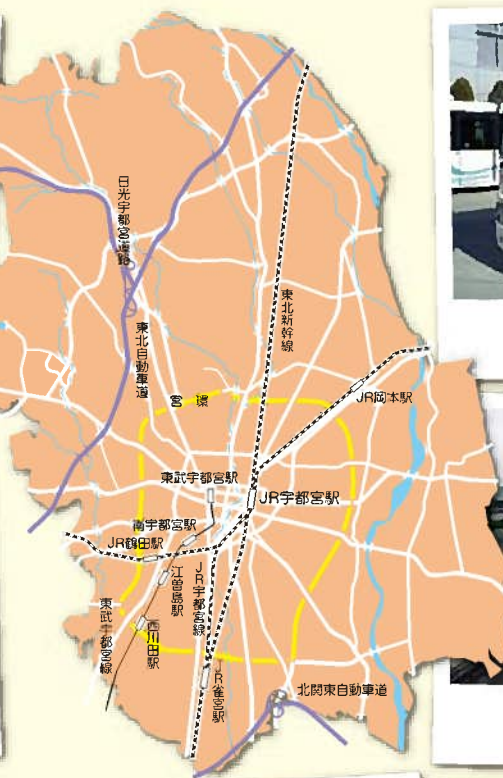 日光宇都宮道路
東北自動車道
東北新幹線
宮環
JR岡本駅
東武宇都宮駅
JR宇都宮駅
南宇都宮駅
JR鶴田駅
江曽島駅
JR宇都宮線
東武宇都宮線
西川田駅
JR雀宮駅
北関東自動車道